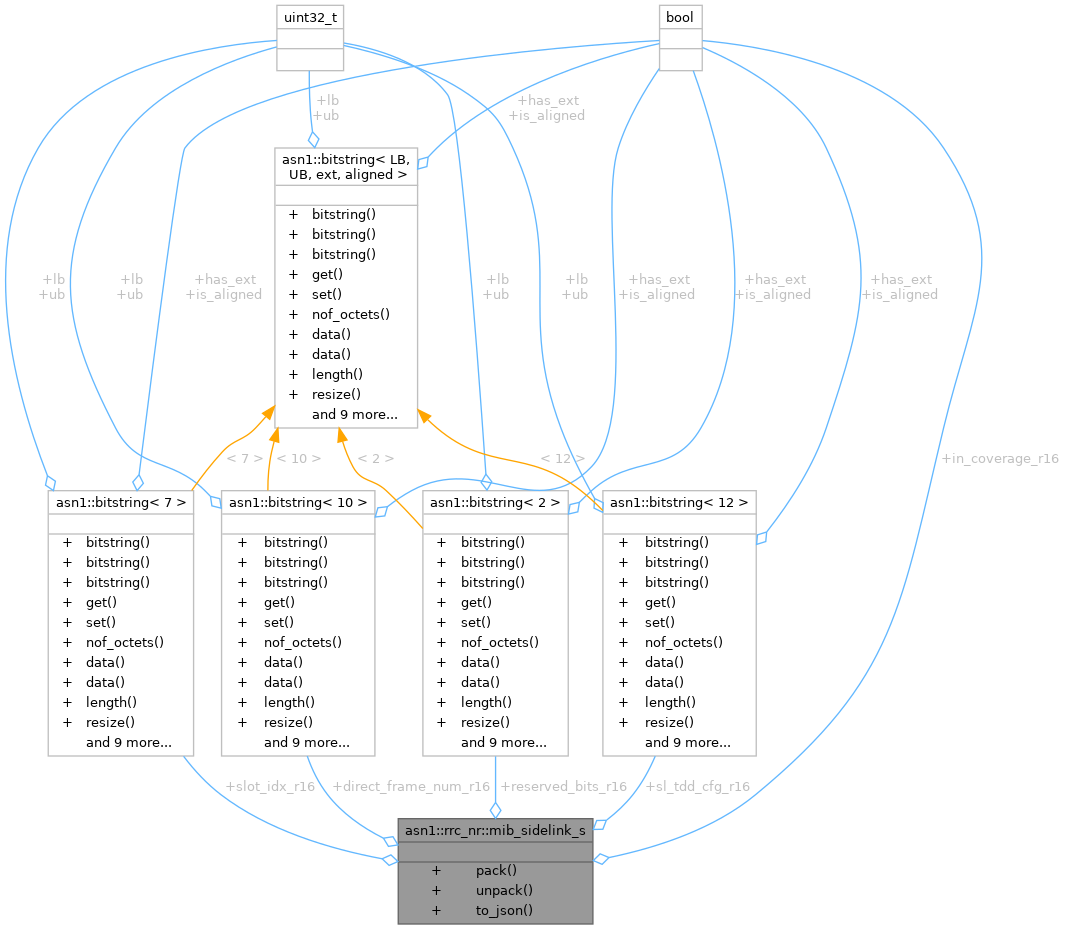 uint32_t
bool
+lb
+ub
+has_ext
+is_aligned
asn1::bitstring< LB,
UB, ext, aligned >
+ bitstring()
+ bitstring()
+ bitstring()
+ get()
+ set()
+ nof_octets()
+ data()
+ data()
+ length()
+ resize()
and 9 more...
+lb
+ub
+lb
+ub
+has_ext
+is_aligned
+lb
+ub
+lb
+ub
+has_ext
+is_aligned
+has_ext
+is_aligned
+has_ext
+is_aligned
< 7 >
< 10 >
< 2 >
< 12 >
+in_coverage_r16
asn1::bitstring< 7 >
+ bitstring()
+ bitstring()
+ bitstring()
+ get()
+ set()
+ nof_octets()
+ data()
+ data()
+ length()
+ resize()
and 9 more...
asn1::bitstring< 10 >
+ bitstring()
+ bitstring()
+ bitstring()
+ get()
+ set()
+ nof_octets()
+ data()
+ data()
+ length()
+ resize()
and 9 more...
asn1::bitstring< 2 >
+ bitstring()
+ bitstring()
+ bitstring()
+ get()
+ set()
+ nof_octets()
+ data()
+ data()
+ length()
+ resize()
and 9 more...
asn1::bitstring< 12 >
+ bitstring()
+ bitstring()
+ bitstring()
+ get()
+ set()
+ nof_octets()
+ data()
+ data()
+ length()
+ resize()
and 9 more...
+slot_idx_r16
+direct_frame_num_r16
+reserved_bits_r16
+sl_tdd_cfg_r16
asn1::rrc_nr::mib_sidelink_s
+ pack()
+ unpack()
+ to_json()